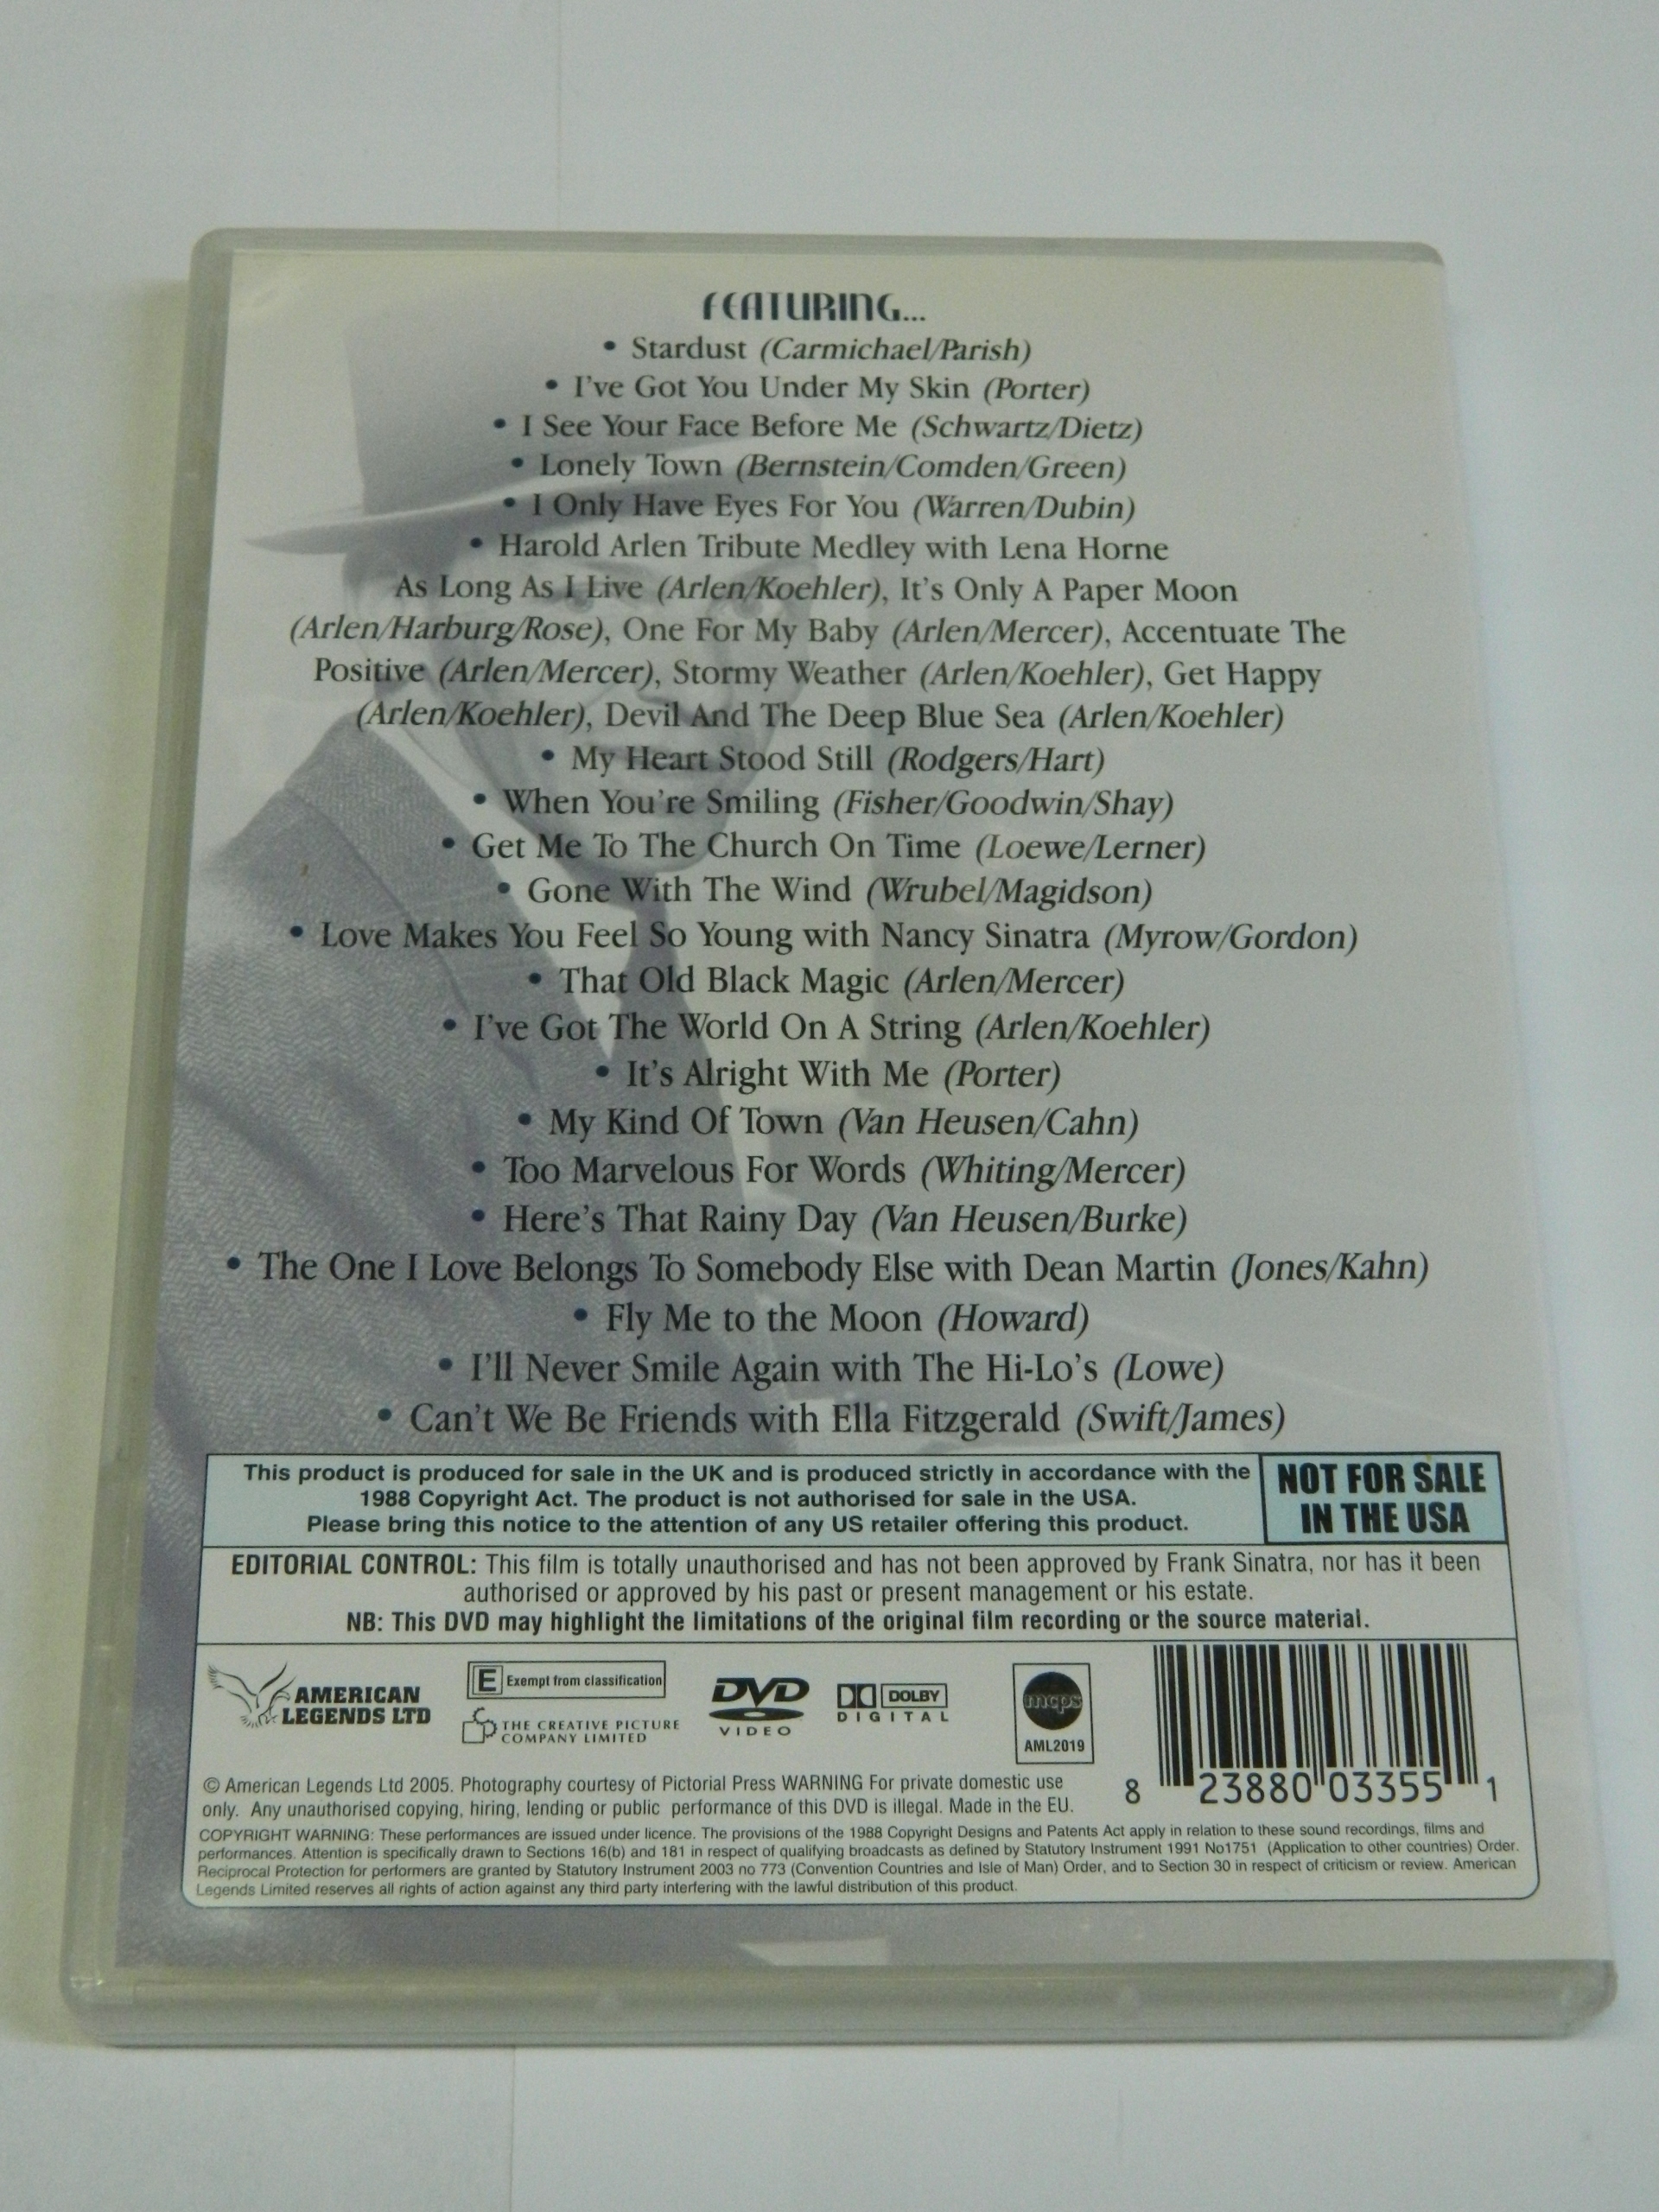 FEATURING...
• Stardust (Carmichael/Parish)
• I've Got You Under My Skin (Porter)
• I See Your Face Before Me (Schwartz/Dietz)
• Lonely Town (Bernstein/Comden/Green)
• I Only Have Eyes For You (Warren/Dubin)
• Harold Arlen Tribute Medley with Lena Horne
As Long As I Live (Arlen/Koehler), It's Only A Paper Moon
(Arlen/Harburg/Rose), One For My Baby (Arlen/Mercer), Accentuate The
Positive (Arlen/Mercer), Stormy Weather (Arlen/Koehler), Get Happy
(Arlen/Koehler), Devil And The Deep Blue Sea (Arlen/Koehler)
• My Heart Stood Still (Rodgers/Hart)
• When You're Smiling (Fisher/Goodwin/Shay)
• Get Me To The Church On Time (Loewe/Lerner)
• Gone With The Wind (Wrubel/Magidson)
• Love Makes You Feel So Young with Nancy Sinatra (Myrow/Gordon)
• That Old Black Magic (Arlen/Mercer)
• I've Got The World On A String (Arlen/Koehler)
• It's Alright With Me (Porter)
• My Kind Of Town (Van Heusen/Cahn)
• Too Marvelous For Words (Whiting/Mercer)
• Here's That Rainy Day (Van Heusen/Burke)
• The One I Love Belongs To Somebody Else with Dean Martin (Jones/Kahn)
• Fly Me to the Moon (Howard)
• I'll Never Smile Again with The Hi-Lo's (Lowe)
• Can't We Be Friends with Ella Fitzgerald (Swift/James)
This product is produced for sale in the UK and is produced strictly in accordance with the
1988 Copyright Act. The product is not authorised for sale in the USA.
Please bring this notice to the attention of any US retailer offering this product.
NOT FOR SALE
IN THE USA
EDITORIAL CONTROL: This film is totally unauthorised and has not been approved by Frank Sinatra, nor has it been
authorised or approved by his past or present management or his estate.
NB: This DVD may highlight the limitations of the original film recording or the source material.
AMERICAN
LEGENDS LTD
E Exempt from classification
THE CREATIVE PICTURE
COMPANY LIMITED
DVD
VIDEO
DOLBY
DIGITAL
mcps
AML2019
8 23880 03355 1
© American Legends Ltd 2005. Photography courtesy of Pictorial Press WARNING For private domestic use
only. Any unauthorised copying, hiring, lending or public performance of this DVD is illegal. Made in the EU.
COPYRIGHT WARNING: These performances are issued under licence. The provisions of the 1988 Copyright Designs and Patents Act apply in relation to these sound recordings, films and
performances. Attention is specifically drawn to Sections 16(b) and 181 in respect of qualifying broadcasts as defined by Statutory Instrument 1991 No1751 (Application to other countries) Order.
Reciprocal Protection for performers are granted by Statutory Instrument 2003 no 773 (Convention Countries and Isle of Man) Order, and to Section 30 in respect of criticism or review. American
Legends Limited reserves all rights of action against any third party interfering with the lawful distribution of this product.